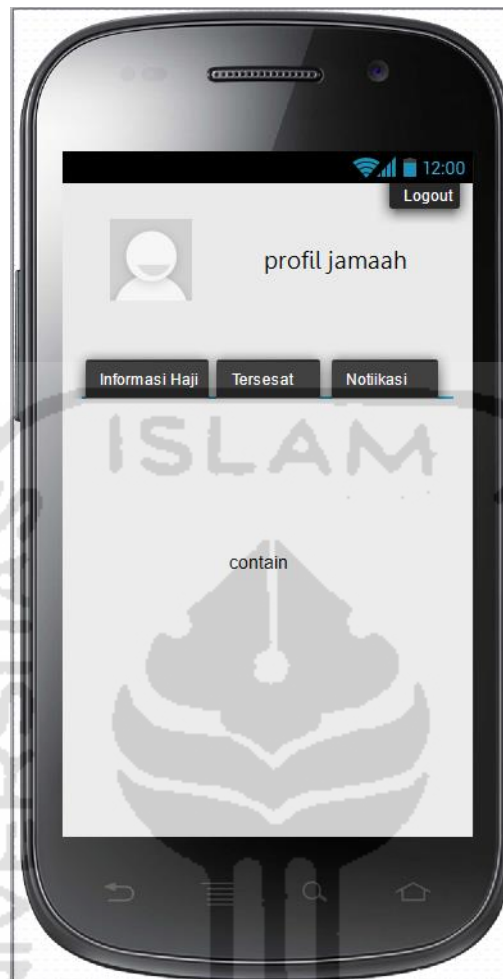 12:00
Logout
profil jamaah
Informasi Haji Tersesat Notiikasi
ISLAM
contain